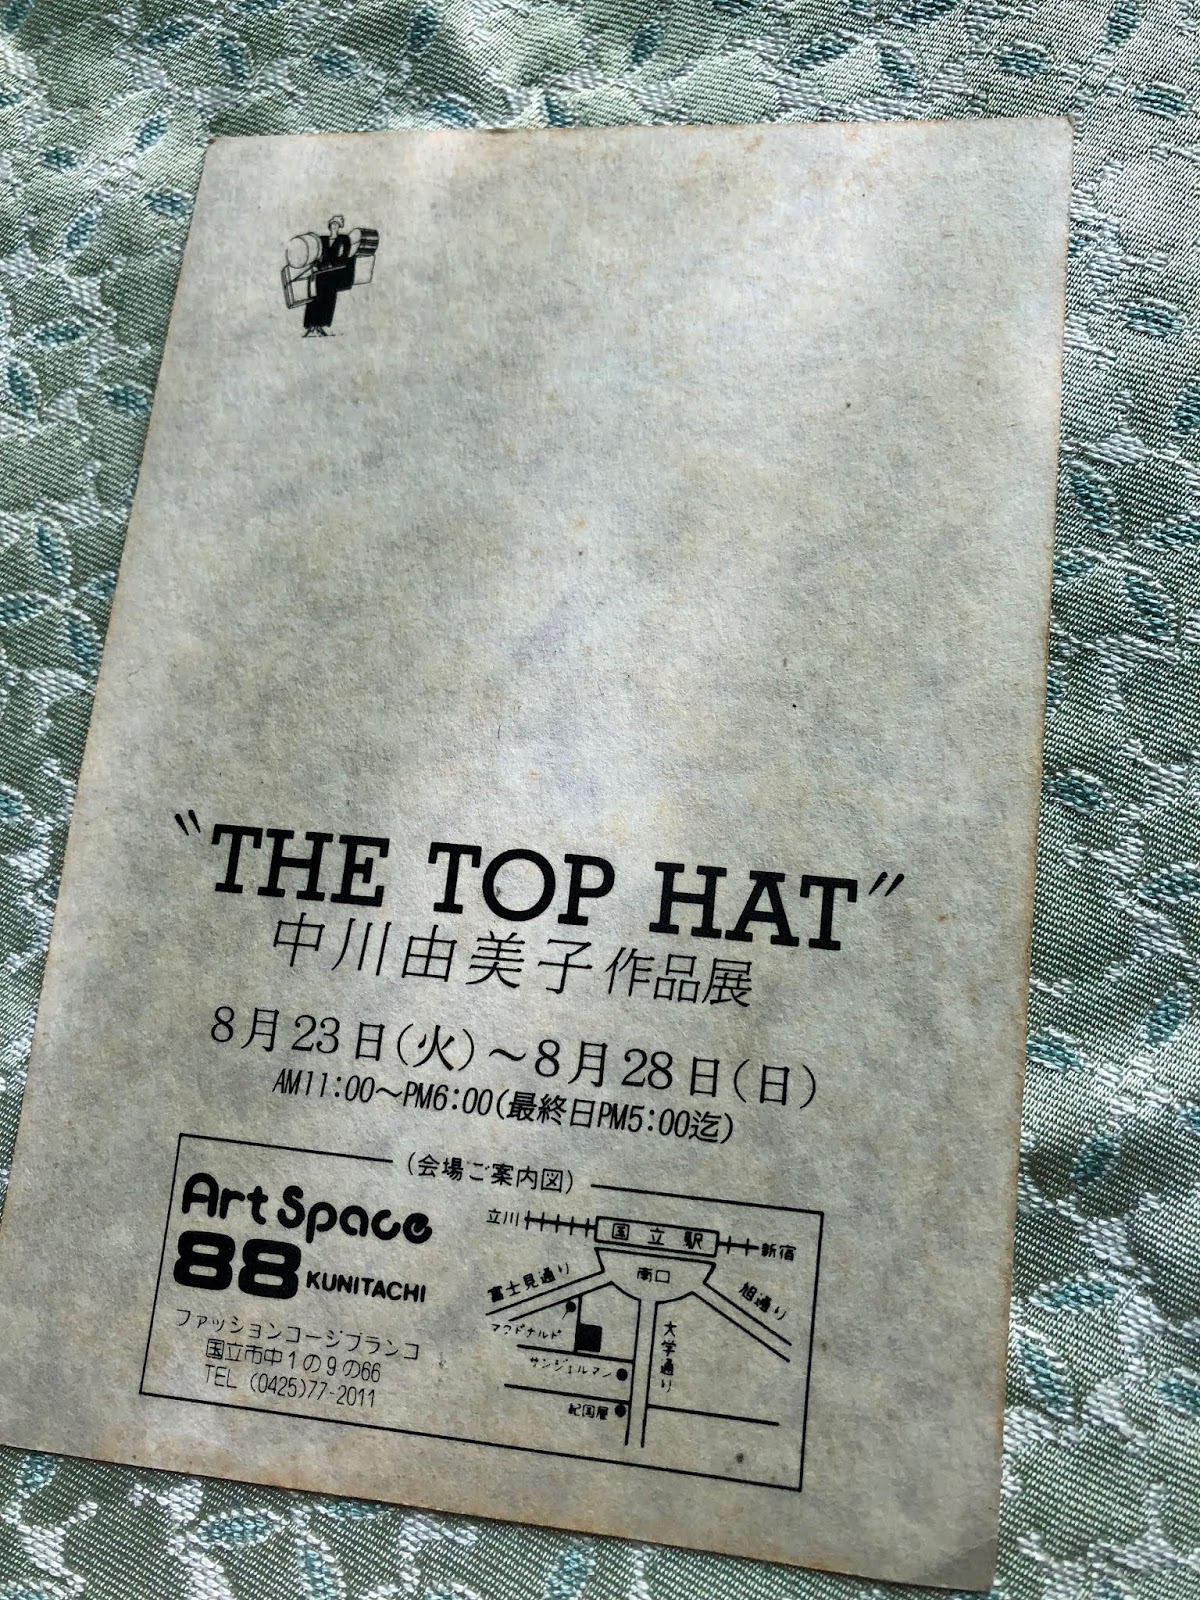 "THE TOP HAT"
中川由美子作品展
8月23日(火)〜8月28日(日)
AM11:00〜PM6:00(最終日PM5:00迄)
(会場ご案内図)
Art Space
88 KUNITACHI
ファッションコージブランコ
国立市中1の9の66
TEL (0425)77-2011
立川
国立駅
新宿
南口
富士見通り
旭通り
マクドナルド
大学通り
サンジェルマン
紀国屋